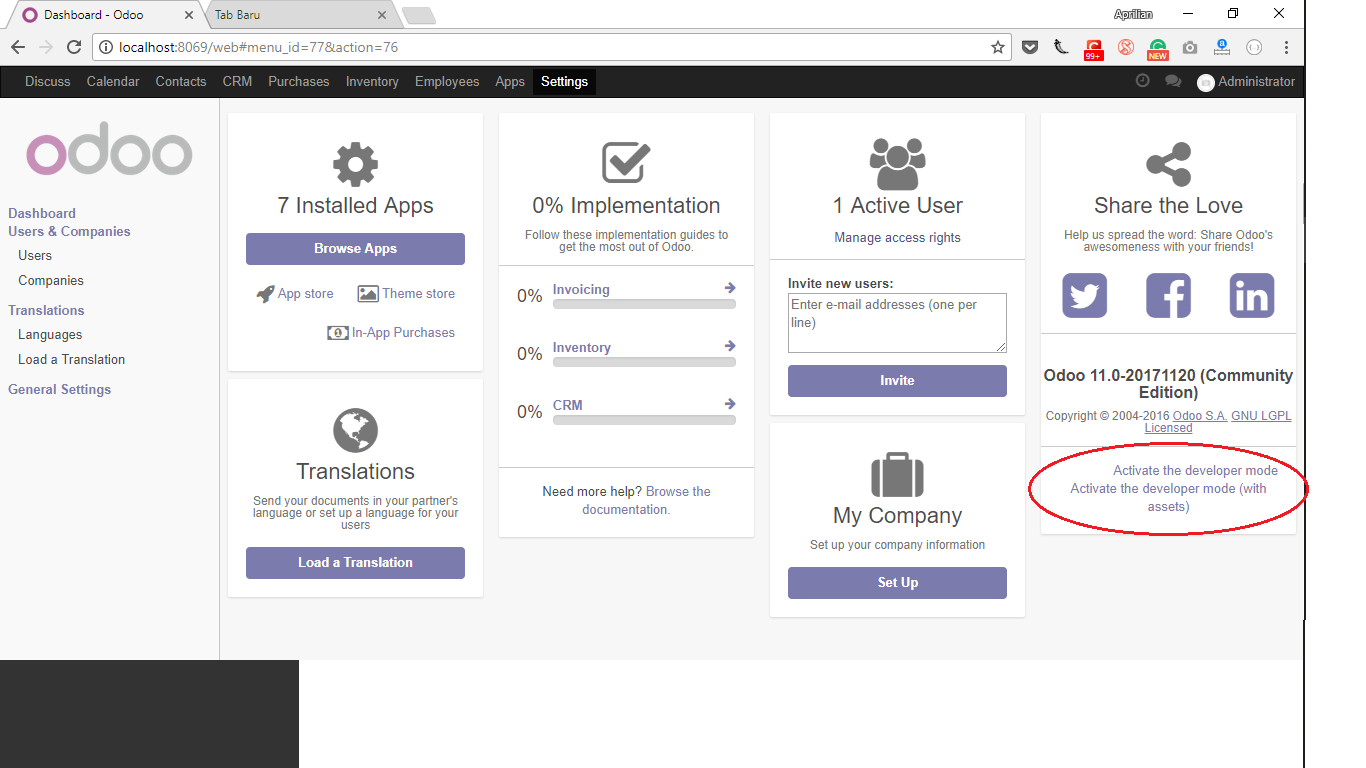 Dashboard - Odoo
Tab Baru
Aprilian
localhost:8069/web#menu_id=77&action=76
99+
NEW
Discuss Calendar Contacts CRM Purchases Inventory Employees Apps Settings
Administrator
odoo
Dashboard
Users & Companies
Users
Companies
Translations
Languages
Load a Translation
General Settings
7 Installed Apps
Browse Apps
App store
Theme store
In-App Purchases
Translations
Send your documents in your partner's
language or set up a language for your
users
Load a Translation
0% Implementation
Follow these implementation guides to
get the most out of Odoo.
0% Invoicing
0% Inventory
0% CRM
Need more help? Browse the
documentation.
1 Active User
Manage access rights
Invite new users:
Enter e-mail addresses (one per
line)
Invite
My Company
Set up your company information
Set Up
Share the Love
Help us spread the word: Share Odoo's
awesomeness with your friends!
Odoo 11.0-20171120 (Community
Edition)
Copyright © 2004-2016 Odoo S.A. GNU LGPL
Licensed
Activate the developer mode
Activate the developer mode (with
assets)